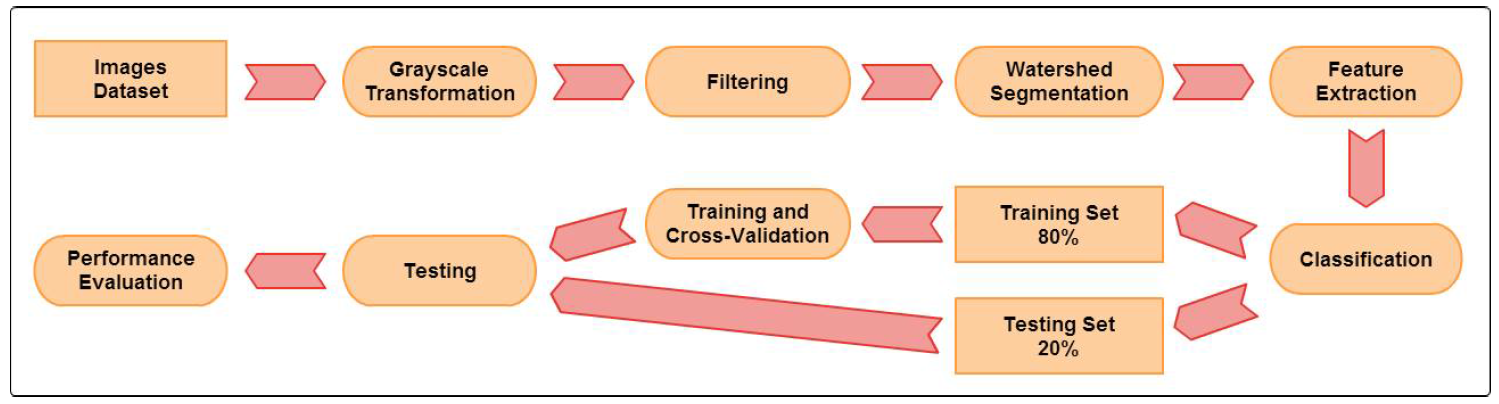 Images
Dataset
Grayscale
Transformation
Filtering
Watershed
Segmentation
Feature
Extraction
Classification
Training Set
80%
Testing Set
20%
Training and
Cross-Validation
Testing
Performance
Evaluation